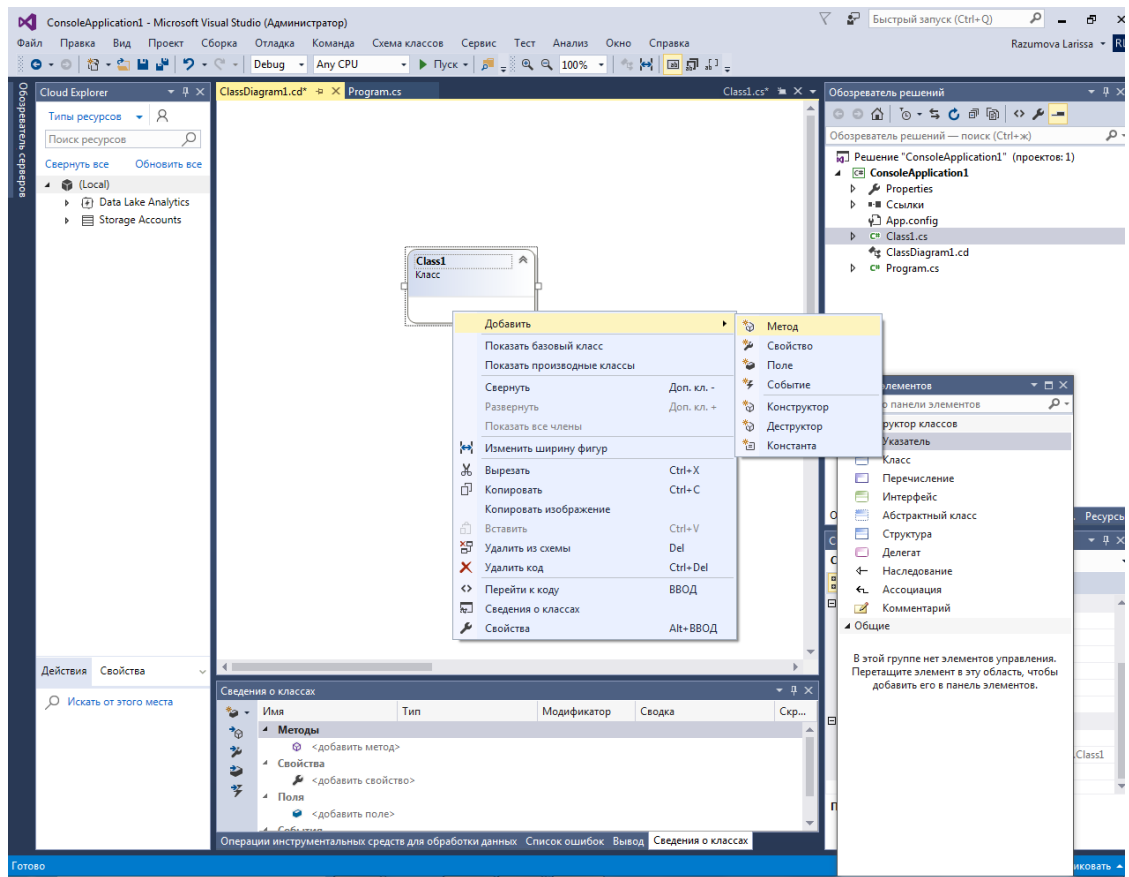 ConsoleApplication1 - Microsoft Visual Studio (Администратор)
Быстрый запуск (Ctrl+Q)
Файл Правка Вид Проект Сборка Отладка Команда Схема классов Сервис Тест Анализ Окно Справка
Razumova Larissa
RL
Debug Any CPU Пуск 100%
Обозреватель серверов
Cloud Explorer
Типы ресурсов
Поиск ресурсов
Свернуть все Обновить все
(Local)
Data Lake Analytics
Storage Accounts
Действия Свойства
Искать от этого места
ClassDiagram1.cd* Program.cs Class1.cs*
Class1
Класс
Добавить
Показать базовый класс
Показать производные классы
Свернуть Доп. кл. -
Развернуть Доп. кл. +
Показать все члены
Изменить ширину фигур
Вырезать Ctrl+X
Копировать Ctrl+C
Копировать изображение
Вставить Ctrl+V
Удалить из схемы Del
Удалить код Ctrl+Del
Перейти к коду ВВОД
Сведения о классах
Свойства Alt+ВВОД
Метод
Свойство
Поле
Событие
Конструктор
Деструктор
Константа
Обозреватель решений
Обозреватель решений — поиск (Ctrl+ж)
Решение "ConsoleApplication1" (проектов: 1)
ConsoleApplication1
Properties
Ссылки
App.config
Class1.cs
ClassDiagram1.cd
Program.cs
элементов
панели элементов
руктор классов
Указатель
Класс
Перечисление
Интерфейс
Абстрактный класс
Структура
Делегат
Наследование
Ассоциация
Комментарий
Общие
В этой группе нет элементов управления.
Перетащите элемент в эту область, чтобы
добавить его в панель элементов.
Ресурсы
.Class1
Сведения о классах
Имя Тип Модификатор Сводка Скр...
Методы
<добавить метод>
Свойства
<добавить свойство>
Поля
<добавить поле>
События
Операции инструментальных средств для обработки данных Список ошибок Вывод Сведения о классах
Готово
иковать